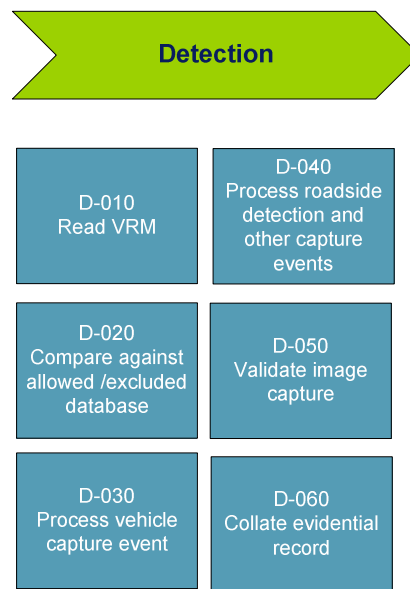 Detection
D-010
Read VRM
D-020
Compare against
allowed /excluded
database
D-030
Process vehicle
capture event
D-040
Process roadside
detection and
other capture
events
D-050
Validate image
capture
D-060
Collate evidential
record